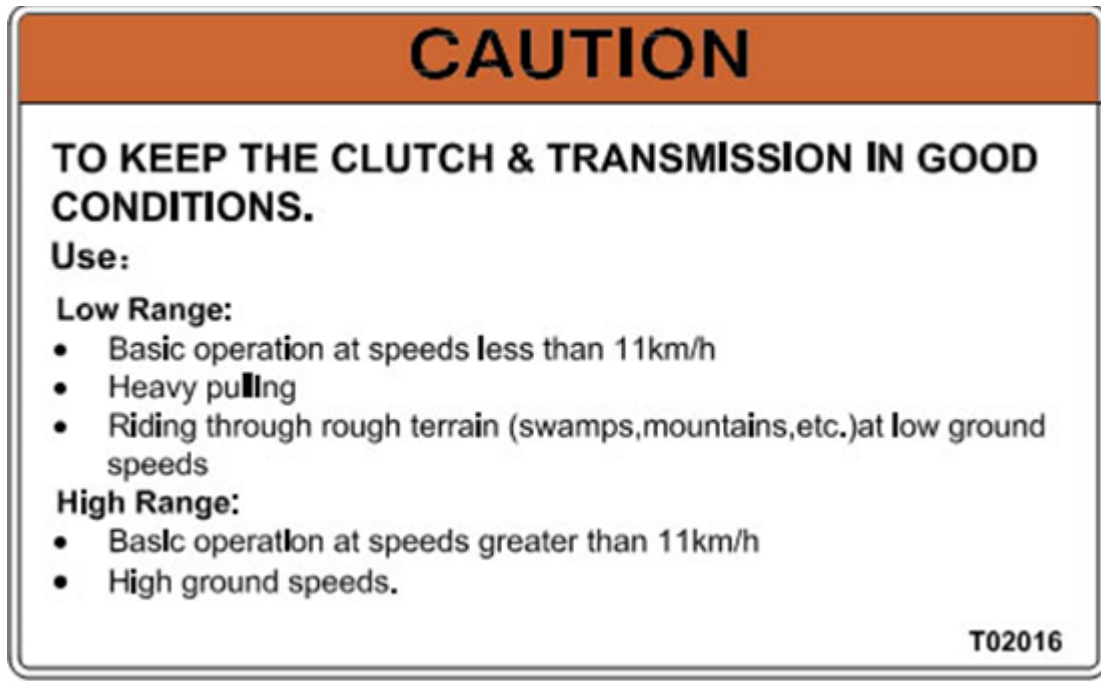 CAUTION
TO KEEP THE CLUTCH & TRANSMISSION IN GOOD
CONDITIONS.
Use:
Low Range:
• Basic operation at speeds less than 11km/h
• Heavy pulling
• Riding through rough terrain (swamps,mountains,etc.)at low ground
speeds
High Range:
• Basic operation at speeds greater than 11km/h
• High ground speeds.
T02016